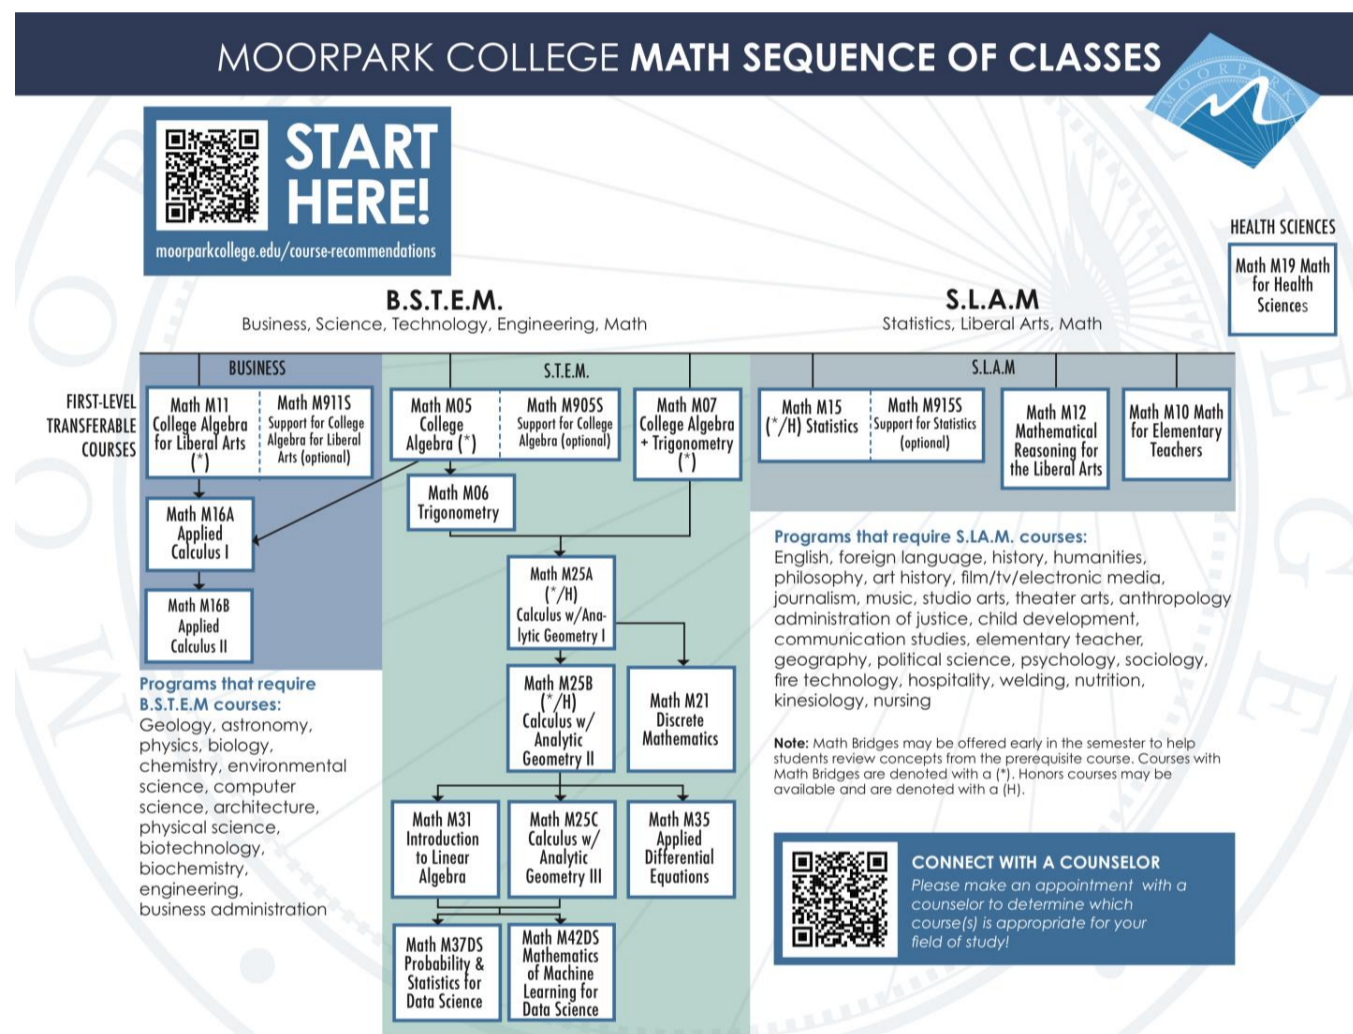 MOORPARK COLLEGE MATH SEQUENCE OF CLASSES
MOORPARK
START
HERE!
moorparkcollege.edu/course-recommendations
HEALTH SCIENCES
Math M19 Math
for Health
Sciences
B.S.T.E.M.
Business, Science, Technology, Engineering, Math
S.L.A.M
Statistics, Liberal Arts, Math
FIRST-LEVEL
TRANSFERABLE
COURSES
BUSINESS
Math M11
College Algebra
for Liberal Arts
(*)
Math M911S
Support for College
Algebra for Liberal
Arts (optional)
Math M16A
Applied
Calculus I
Math M16B
Applied
Calculus II
S.T.E.M.
Math M05
College
Algebra (*)
Math M905S
Support for College
Algebra (optional)
Math M07
College Algebra
+ Trigonometry
(*)
Math M06
Trigonometry
Math M25A
(*/H)
Calculus w/Ana-
lytic Geometry I
Math M25B
(*/H)
Calculus w/
Analytic
Geometry II
Math M21
Discrete
Mathematics
Math M31
Introduction
to Linear
Algebra
Math M25C
Calculus w/
Analytic
Geometry III
Math M35
Applied
Differential
Equations
Math M37DS
Probability &
Statistics for
Data Science
Math M42DS
Mathematics
of Machine
Learning for
Data Science
S.L.A.M
Math M15
(*/H) Statistics
Math M915S
Support for Statistics
(optional)
Math M12
Mathematical
Reasoning for
the Liberal Arts
Math M10 Math
for Elementary
Teachers
Programs that require
B.S.T.E.M courses:
Geology, astronomy,
physics, biology,
chemistry, environmental
science, computer
science, architecture,
physical science,
biotechnology,
biochemistry,
engineering,
business administration
Programs that require S.LA.M. courses:
English, foreign language, history, humanities,
philosophy, art history, film/tv/electronic media,
journalism, music, studio arts, theater arts, anthropology
administration of justice, child development,
communication studies, elementary teacher,
geography, political science, psychology, sociology,
fire technology, hospitality, welding, nutrition,
kinesiology, nursing
Note: Math Bridges may be offered early in the semester to help
students review concepts from the prerequisite course. Courses with
Math Bridges are denoted with a (*). Honors courses may be
available and are denoted with a (H).
CONNECT WITH A COUNSELOR
Please make an appointment with a
counselor to determine which
course(s) is appropriate for your
field of study!